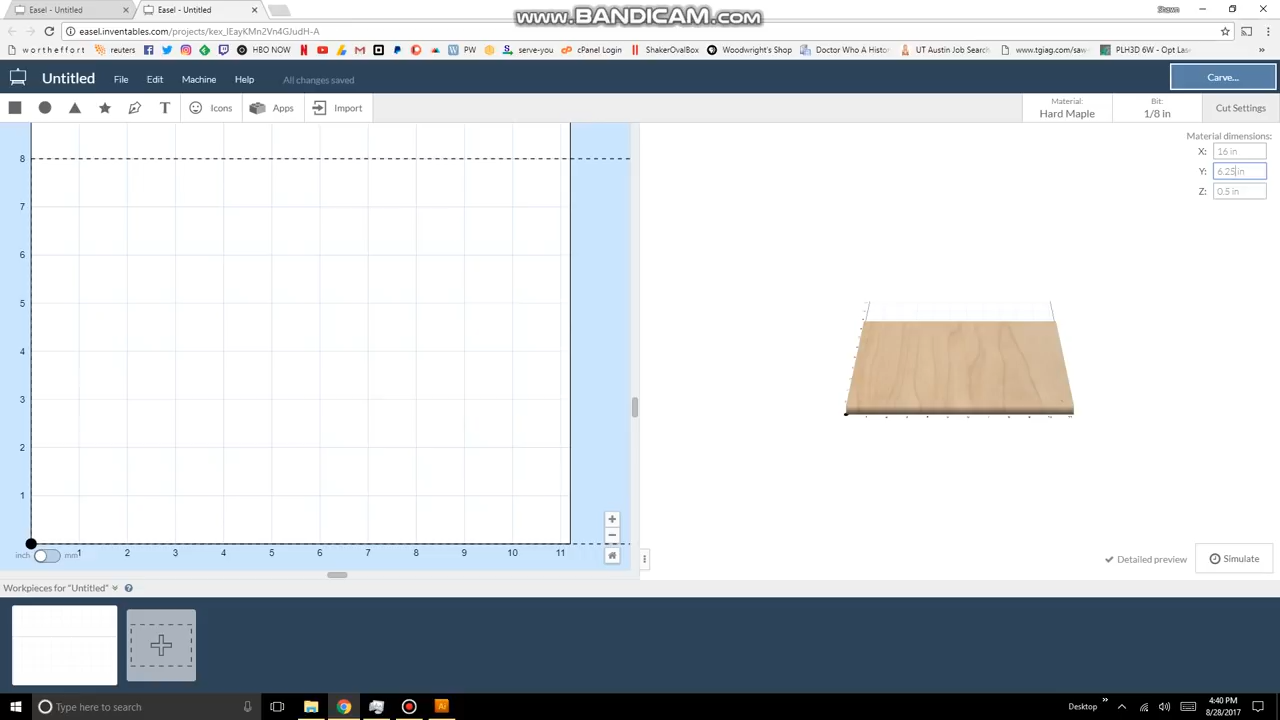 www.BANDICAM.com
Easel - Untitled
Easel - Untitled
Shawn
easel.inventables.com/projects/kex_lEayKMn2Vn4GJudH-A
w o r t h e f f o r t
reuters
HBO NOW
PW
serve-you
cPanel Login
ShakerOvalBox
Woodwright's Shop
Doctor Who A Histor
UT Austin Job Search
www.tgiag.com/saw-
PLH3D 6W - Opt Lase
Untitled
File
Edit
Machine
Help
All changes saved
Carve...
T
Icons
Apps
Import
Material:
Hard Maple
Bit:
1/8 in
Cut Settings
Material dimensions:
X: 16 in
Y: 6.25 in
Z: 0.5 in
8
7
6
5
4
3
2
1
1 2 3 4 5 6 7 8 9 10 11
inch mm
Detailed preview
Simulate
Workpieces for "Untitled"
Type here to search
Ai
Desktop
4:40 PM
8/28/2017